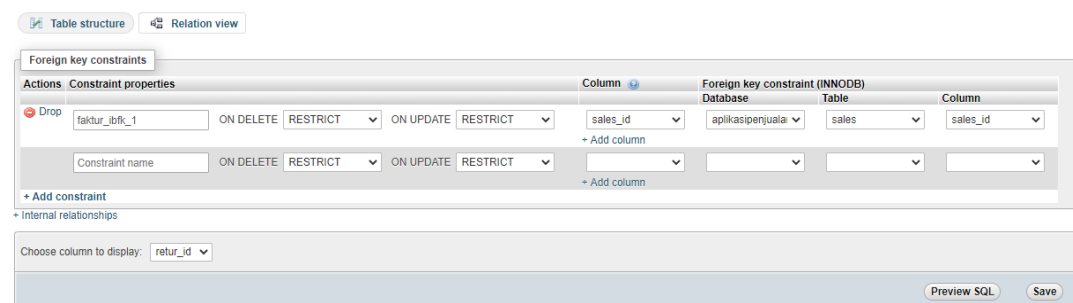 Table structure Relation view
Foreign key constraints
Actions Constraint properties Column Foreign key constraint (INNODB)
Database Table Column
Drop faktur_ibfk_1 ON DELETE RESTRICT ON UPDATE RESTRICT sales_id aplikasipenjualan sales sales_id
+ Add column
Constraint name ON DELETE RESTRICT ON UPDATE RESTRICT
+ Add column
+ Add constraint
+ Internal relationships
Choose column to display: retur_id
Preview SQL Save